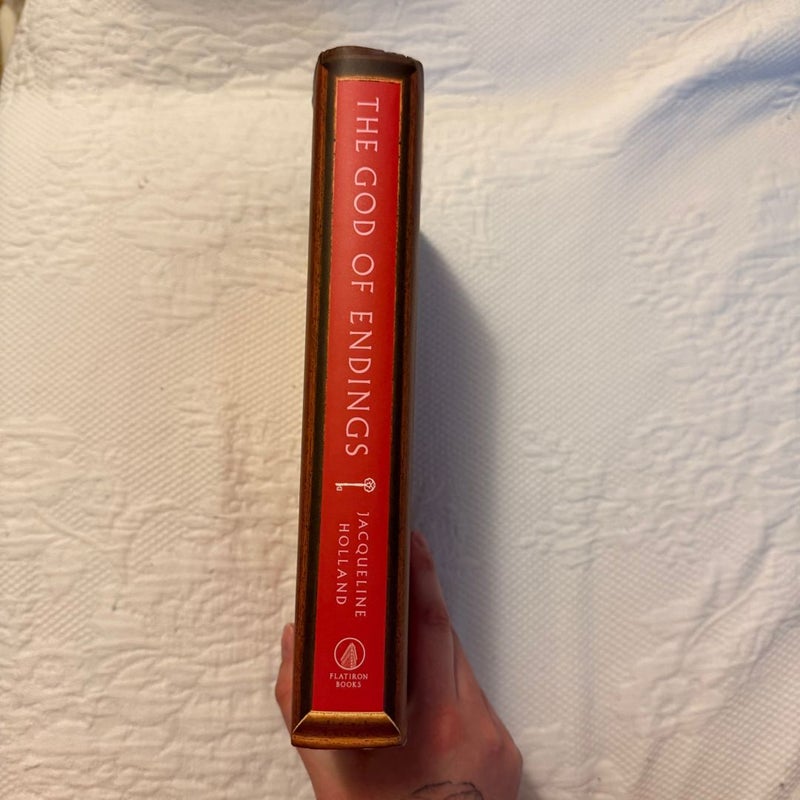 THE GOD OF ENDINGS
JACQUELINE
HOLLAND
FLATIRON
BOOKS